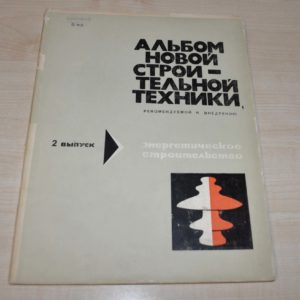 АЛЬБОМ
НОВОЙ
СТРОИ-
ТЕЛЬНОЙ
ТЕХНИКИ,
РЕКОМЕНДУЕМОЙ К ВНЕДРЕНИЮ
2 ВЫПУСК
энергетическое
строительство